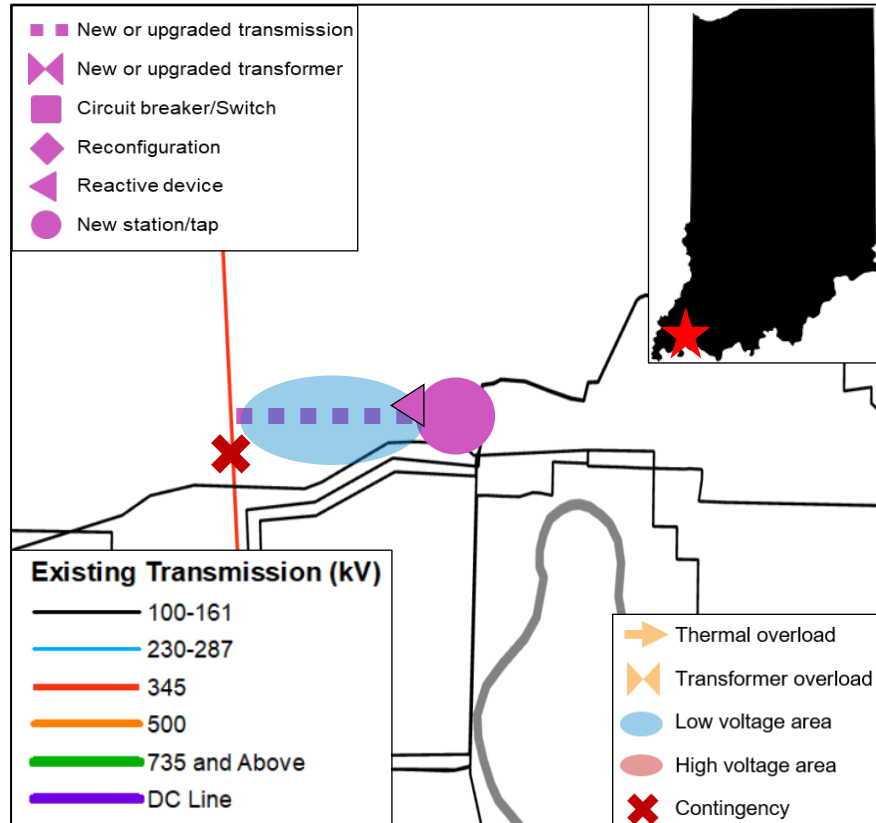 New or upgraded transmission
New or upgraded transformer
Circuit breaker/Switch
Reconfiguration
Reactive device
New station/tap
Existing Transmission (kV)
100-161
230-287
345
500
735 and Above
DC Line
Thermal overload
Transformer overload
Low voltage area
High voltage area
Contingency